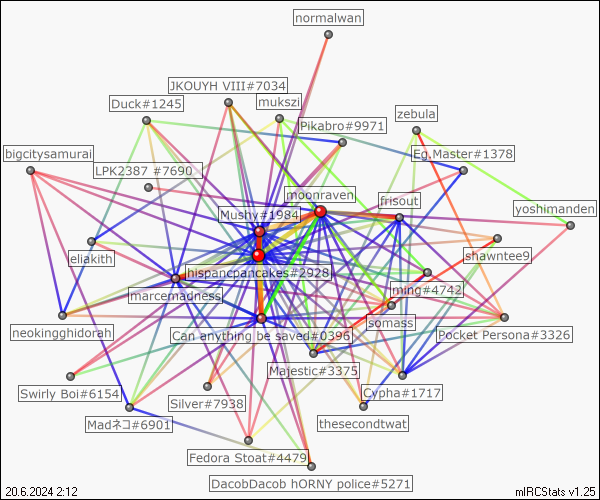 normalwan
JKOUYH VIII#7034
mukszi
Duck#1245
zebula
Pikabro#9971
bigcitysamurai
Eg.Master#1378
LPK2387 #7690
moonraven
frisout
Mushy#1984
yoshimanden
eliakith
shawntee9
hispancpancakes#2928
ming#4742
marcemadness
somass
neokingghidorah
Can anything be saved#0396
Pocket Persona#3326
Majestic#3375
Swirly Boi#6154
Cypha#1717
Silver#7938
Madネコ#6901
thesecondtwat
Fedora Stoat#4479
DacobDacob hORNY police#5271
20.6.2024 2:12
mIRCStats v1.25